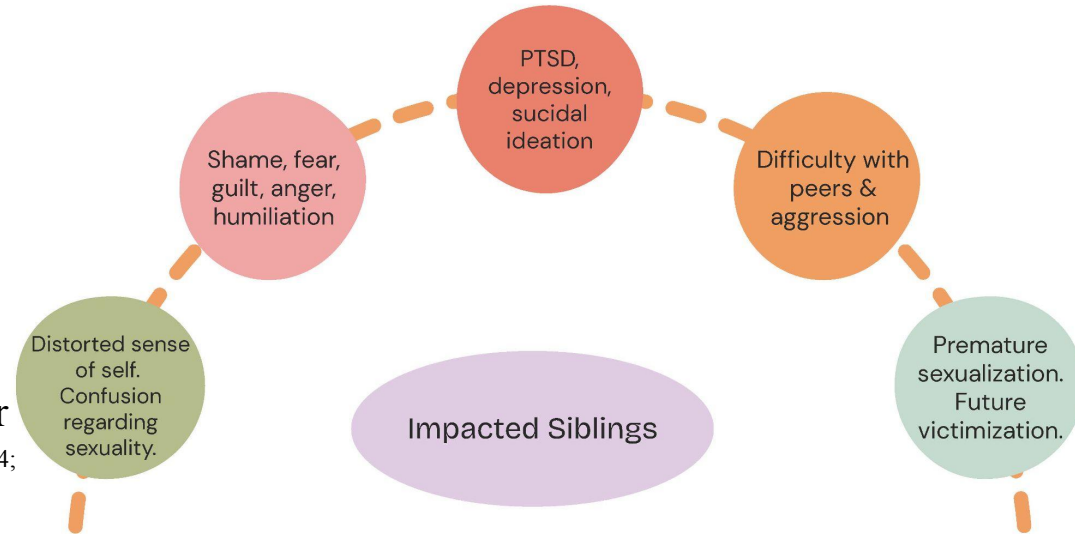 PTSD,
depression,
sucidal
ideation
Shame, fear,
guilt, anger,
humiliation
Difficulty with
peers &
aggression
Distorted sense
of self.
Confusion
regarding
sexuality.
Premature
sexualization.
Future
victimization.
Impacted Siblings
r
4;